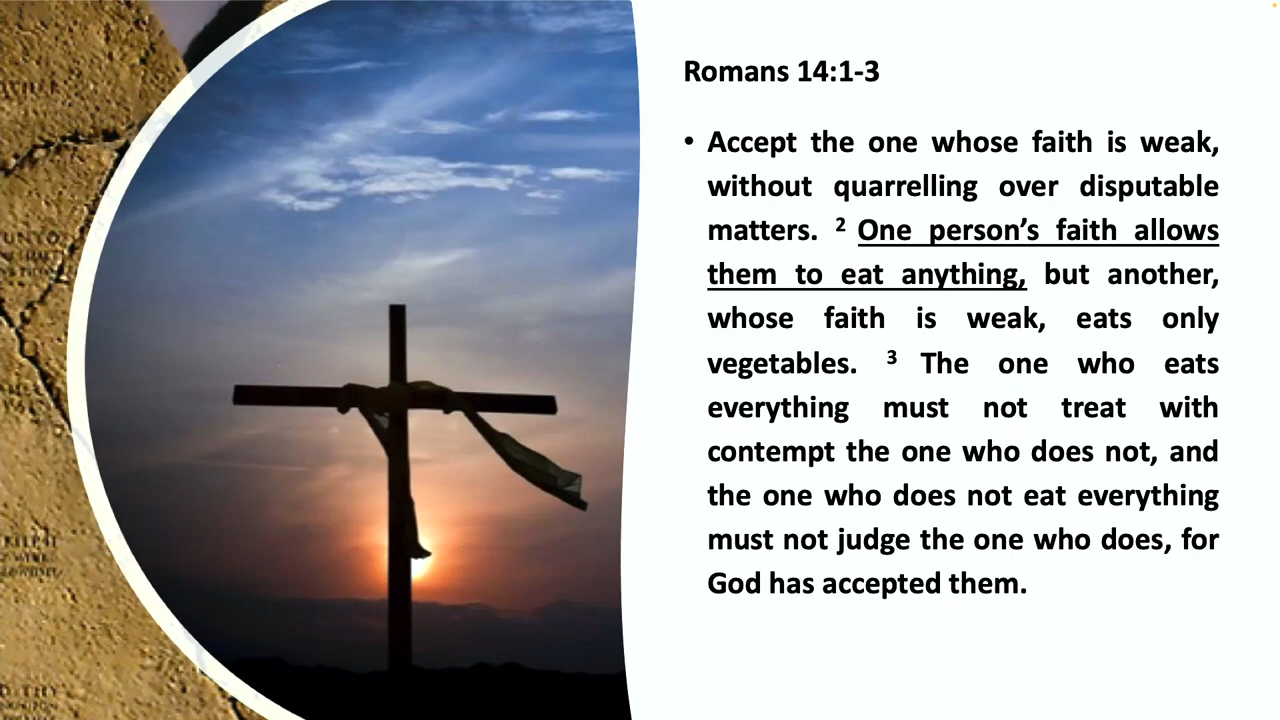 Romans 14:1-3
• Accept the one whose faith is weak,
without quarrelling over disputable
matters. ² One person’s faith allows
them to eat anything, but another,
whose faith is weak, eats only
vegetables. ³ The one who eats
everything must not treat with
contempt the one who does not, and
the one who does not eat everything
must not judge the one who does, for
God has accepted them.